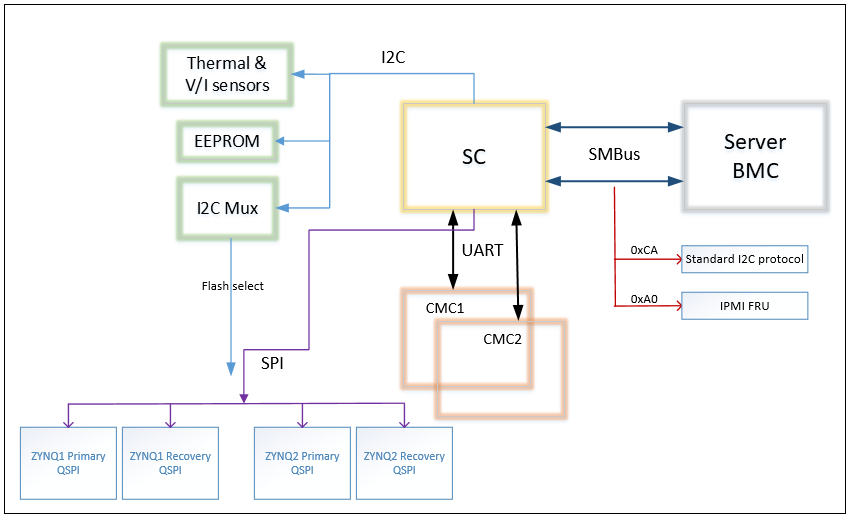 I2C
Thermal &
V/I sensors
EEPROM
I2C Mux
Flash select
SC
SMBus
Server
BMC
0xCA
Standard I2C protocol
0xA0
IPMI FRU
UART
CMC1
CMC2
SPI
ZYNQ1 Primary
QSPI
ZYNQ1 Recovery
QSPI
ZYNQ2 Primary
QSPI
ZYNQ2 Recovery
QSPI